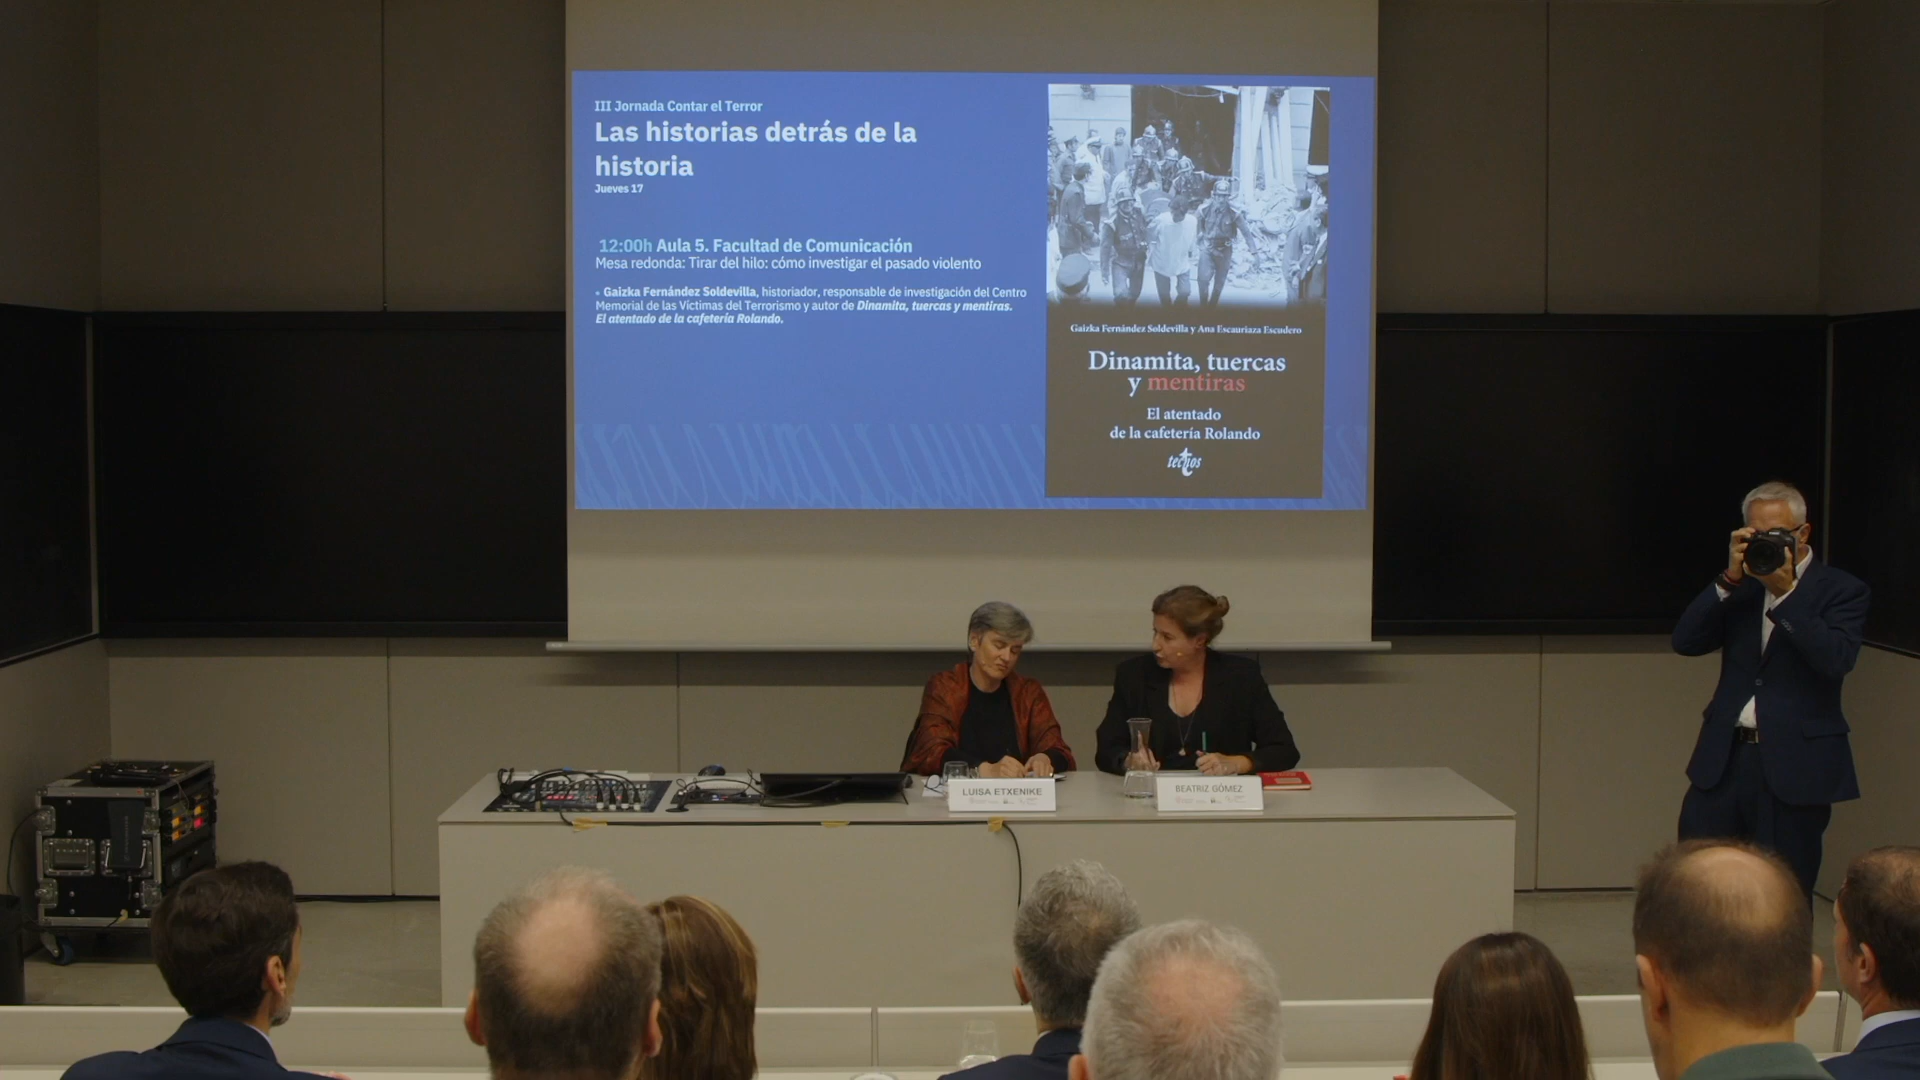 III Jornada Contar el Terror
Las historias detrás de la
historia
Jueves 17
12:00h Aula 5. Facultad de Comunicación
Mesa redonda: Tirar del hilo: cómo investigar el pasado violento
• Gaizka Fernández Soldevilla, historiador, responsable de investigación del Centro
Memorial de las Víctimas del Terrorismo y autor de Dinamita, tuercas y mentiras.
El atentado de la cafetería Rolando.
Gaizka Fernández Soldevilla y Ana Escauriaza Escudero
Dinamita, tuercas
y mentiras
El atentado
de la cafetería Rolando
tecnos
LUISA ETXENIKE
BEATRIZ GÓMEZ